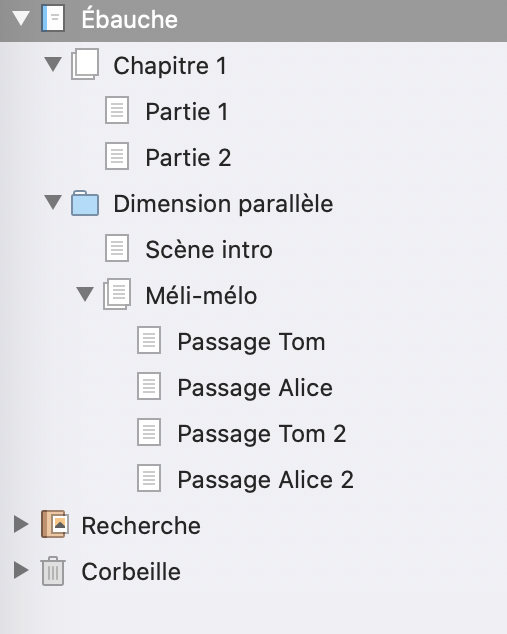 Ébauche
Chapitre 1
Partie 1
Partie 2
Dimension parallèle
Scène intro
Méli-mélo
Passage Tom
Passage Alice
Passage Tom 2
Passage Alice 2
Recherche
Corbeille